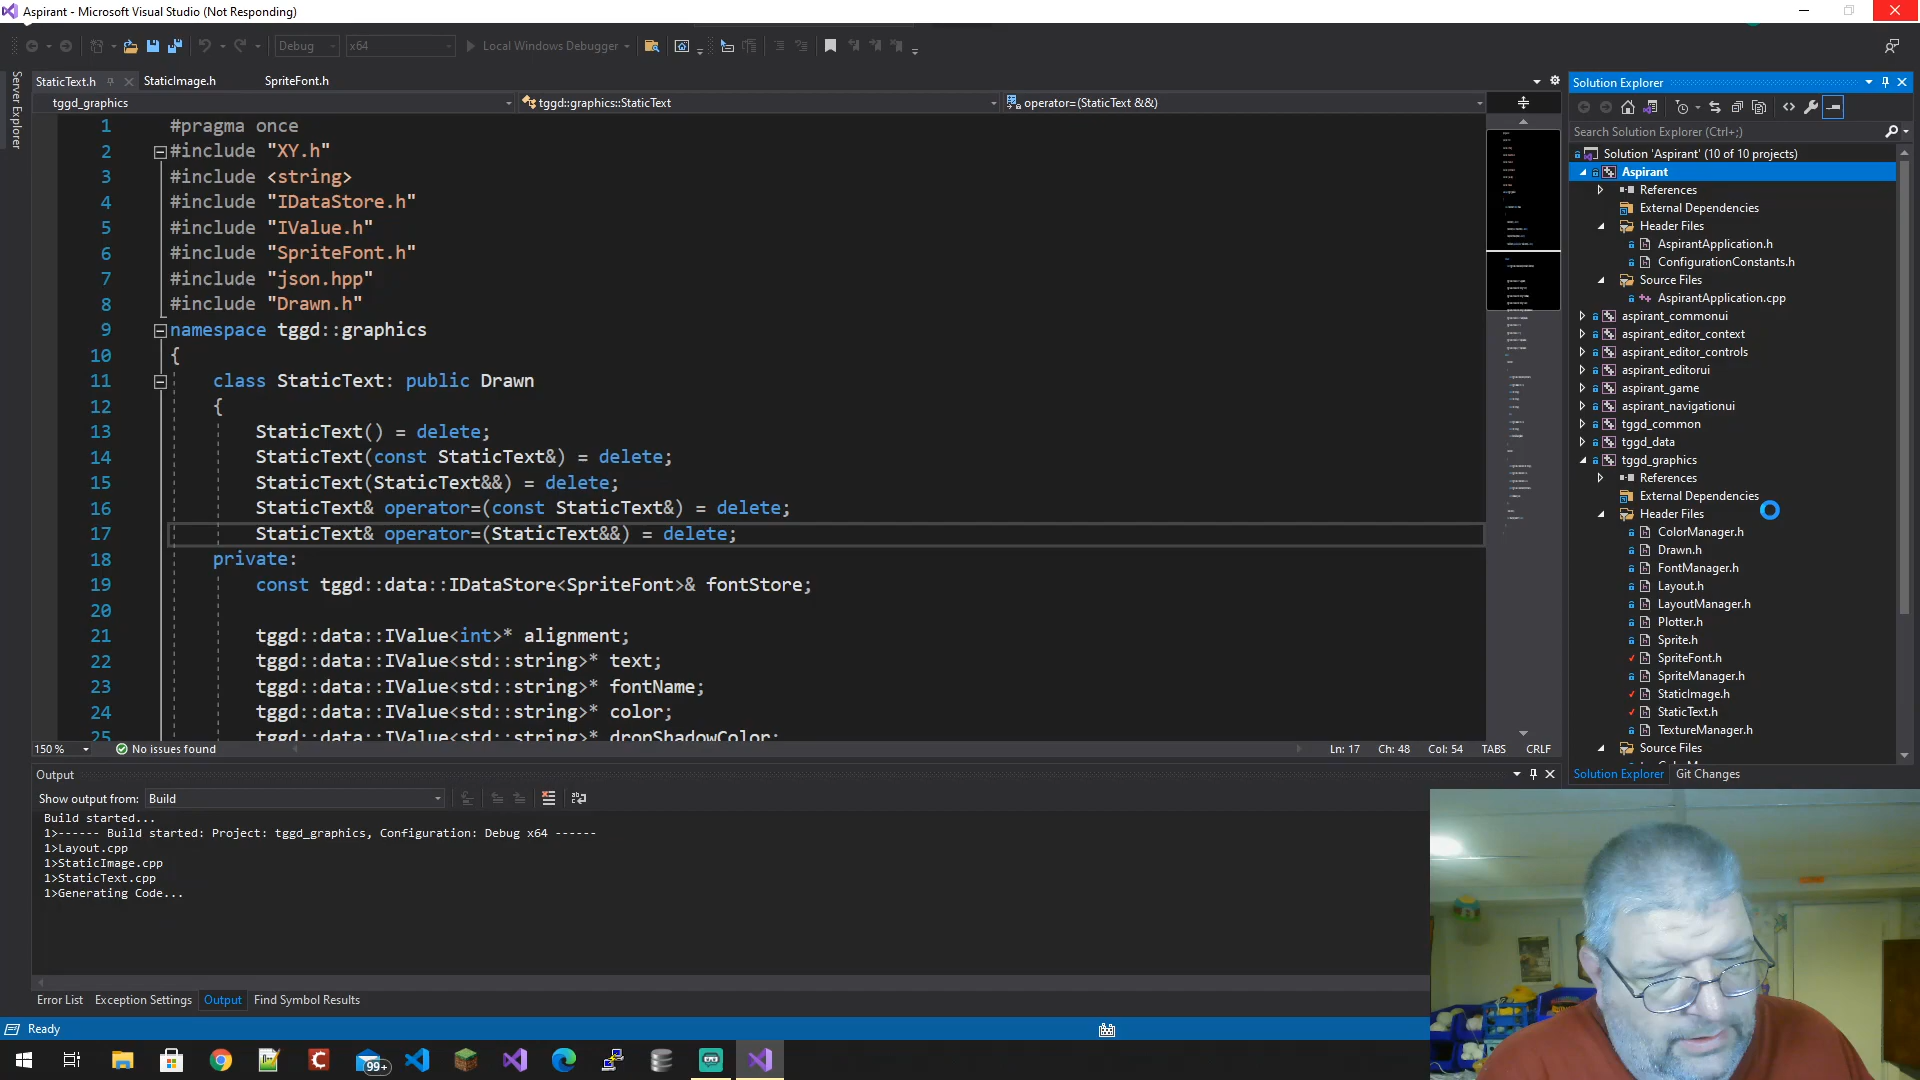 Aspirant - Microsoft Visual Studio (Not Responding)
Debug
x64
Local Windows Debugger
Server Explorer
StaticText.h
StaticImage.h
SpriteFont.h
tggd_graphics
tggd::graphics::StaticText
operator=(StaticText &&)
1 #pragma once
2 #include "XY.h"
3 #include <string>
4 #include "IDataStore.h"
5 #include "IValue.h"
6 #include "SpriteFont.h"
7 #include "json.hpp"
8 #include "Drawn.h"
9 namespace tggd::graphics
10 {
11 class StaticText: public Drawn
12 {
13 StaticText() = delete;
14 StaticText(const StaticText&) = delete;
15 StaticText(StaticText&&) = delete;
16 StaticText& operator=(const StaticText&) = delete;
17 StaticText& operator=(StaticText&&) = delete;
18 private:
19 const tggd::data::IDataStore<SpriteFont>& fontStore;
20
21 tggd::data::IValue<int>* alignment;
22 tggd::data::IValue<std::string>* text;
23 tggd::data::IValue<std::string>* fontName;
24 tggd::data::IValue<std::string>* color;
25 tggd::data::IValue<std::string>* dropShadowColor;
150 %
No issues found
Ln: 17
Ch: 48
Col: 54
TABS
CRLF
Output
Show output from:
Build
Build started...
1>------ Build started: Project: tggd_graphics, Configuration: Debug x64 ------
1>Layout.cpp
1>StaticImage.cpp
1>StaticText.cpp
1>Generating Code...
Error List
Exception Settings
Output
Find Symbol Results
Ready
99+
Solution Explorer
Search Solution Explorer (Ctrl+;)
Solution 'Aspirant' (10 of 10 projects)
Aspirant
References
External Dependencies
Header Files
AspirantApplication.h
ConfigurationConstants.h
Source Files
AspirantApplication.cpp
aspirant_commonui
aspirant_editor_context
aspirant_editor_controls
aspirant_editorui
aspirant_game
aspirant_navigationui
tggd_common
tggd_data
tggd_graphics
References
External Dependencies
Header Files
ColorManager.h
Drawn.h
FontManager.h
Layout.h
LayoutManager.h
Plotter.h
Sprite.h
SpriteFont.h
SpriteManager.h
StaticImage.h
StaticText.h
TextureManager.h
Source Files
Solution Explorer
Git Changes